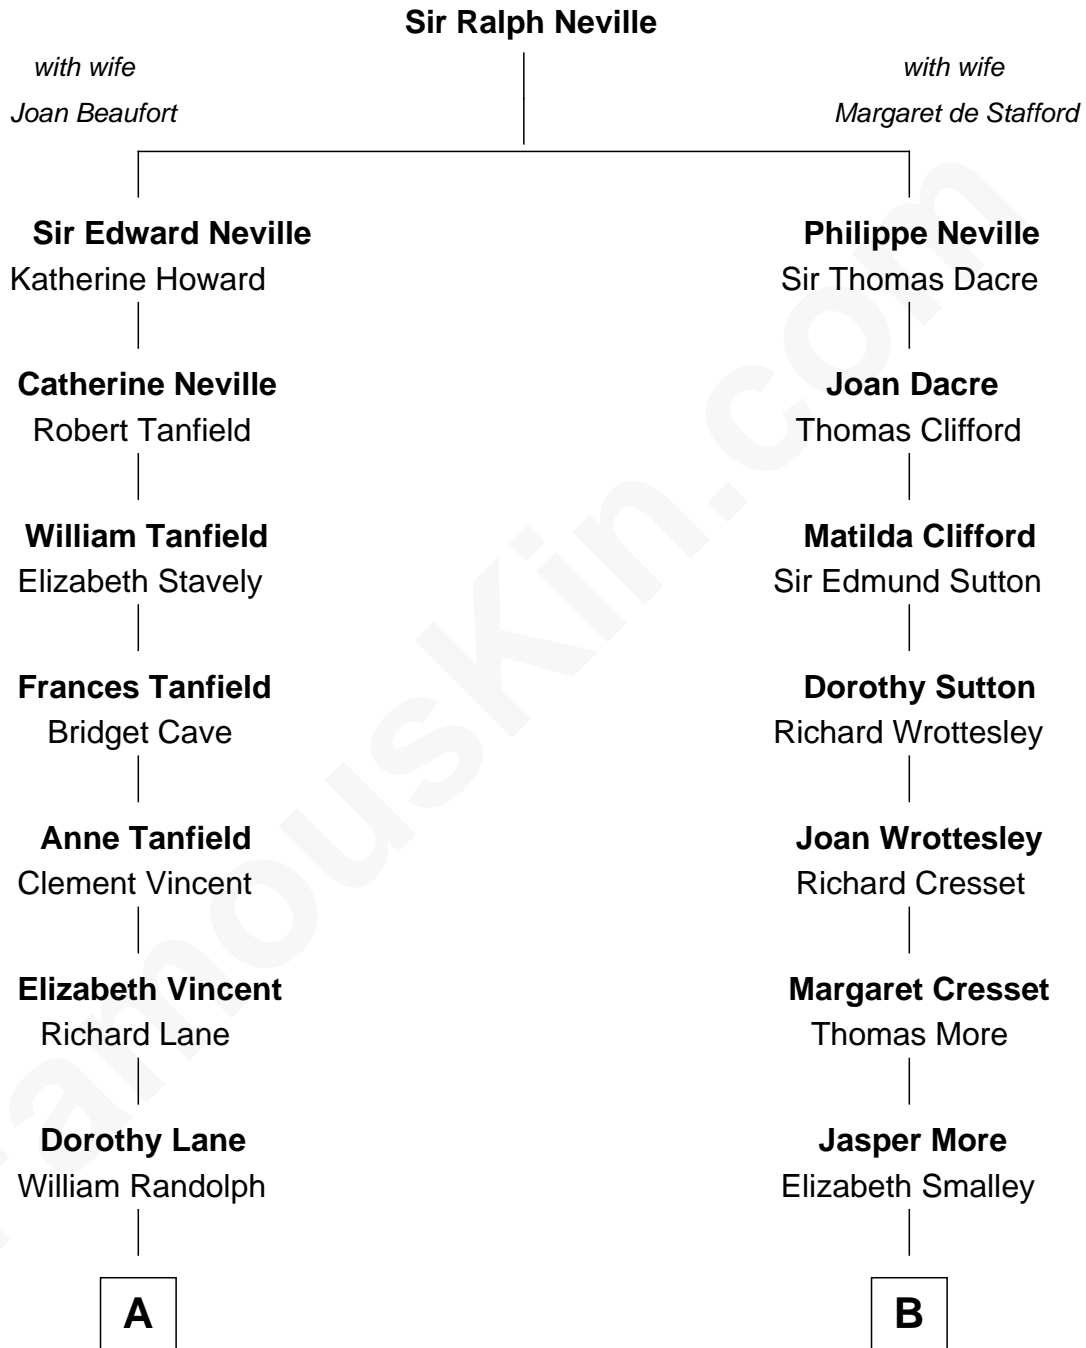 Sir Ralph Neville
with wife
Joan Beaufort
with wife
Margaret de Stafford
Sir Edward Neville
Katherine Howard
Philippe Neville
Sir Thomas Dacre
Catherine Neville
Robert Tanfield
Joan Dacre
Thomas Clifford
William Tanfield
Elizabeth Stavely
Matilda Clifford
Sir Edmund Sutton
Frances Tanfield
Bridget Cave
Dorothy Sutton
Richard Wrottesley
Anne Tanfield
Clement Vincent
Joan Wrottesley
Richard Cresset
Elizabeth Vincent
Richard Lane
Margaret Cresset
Thomas More
Dorothy Lane
William Randolph
Jasper More
Elizabeth Smalley
A
B
FamousKin.com